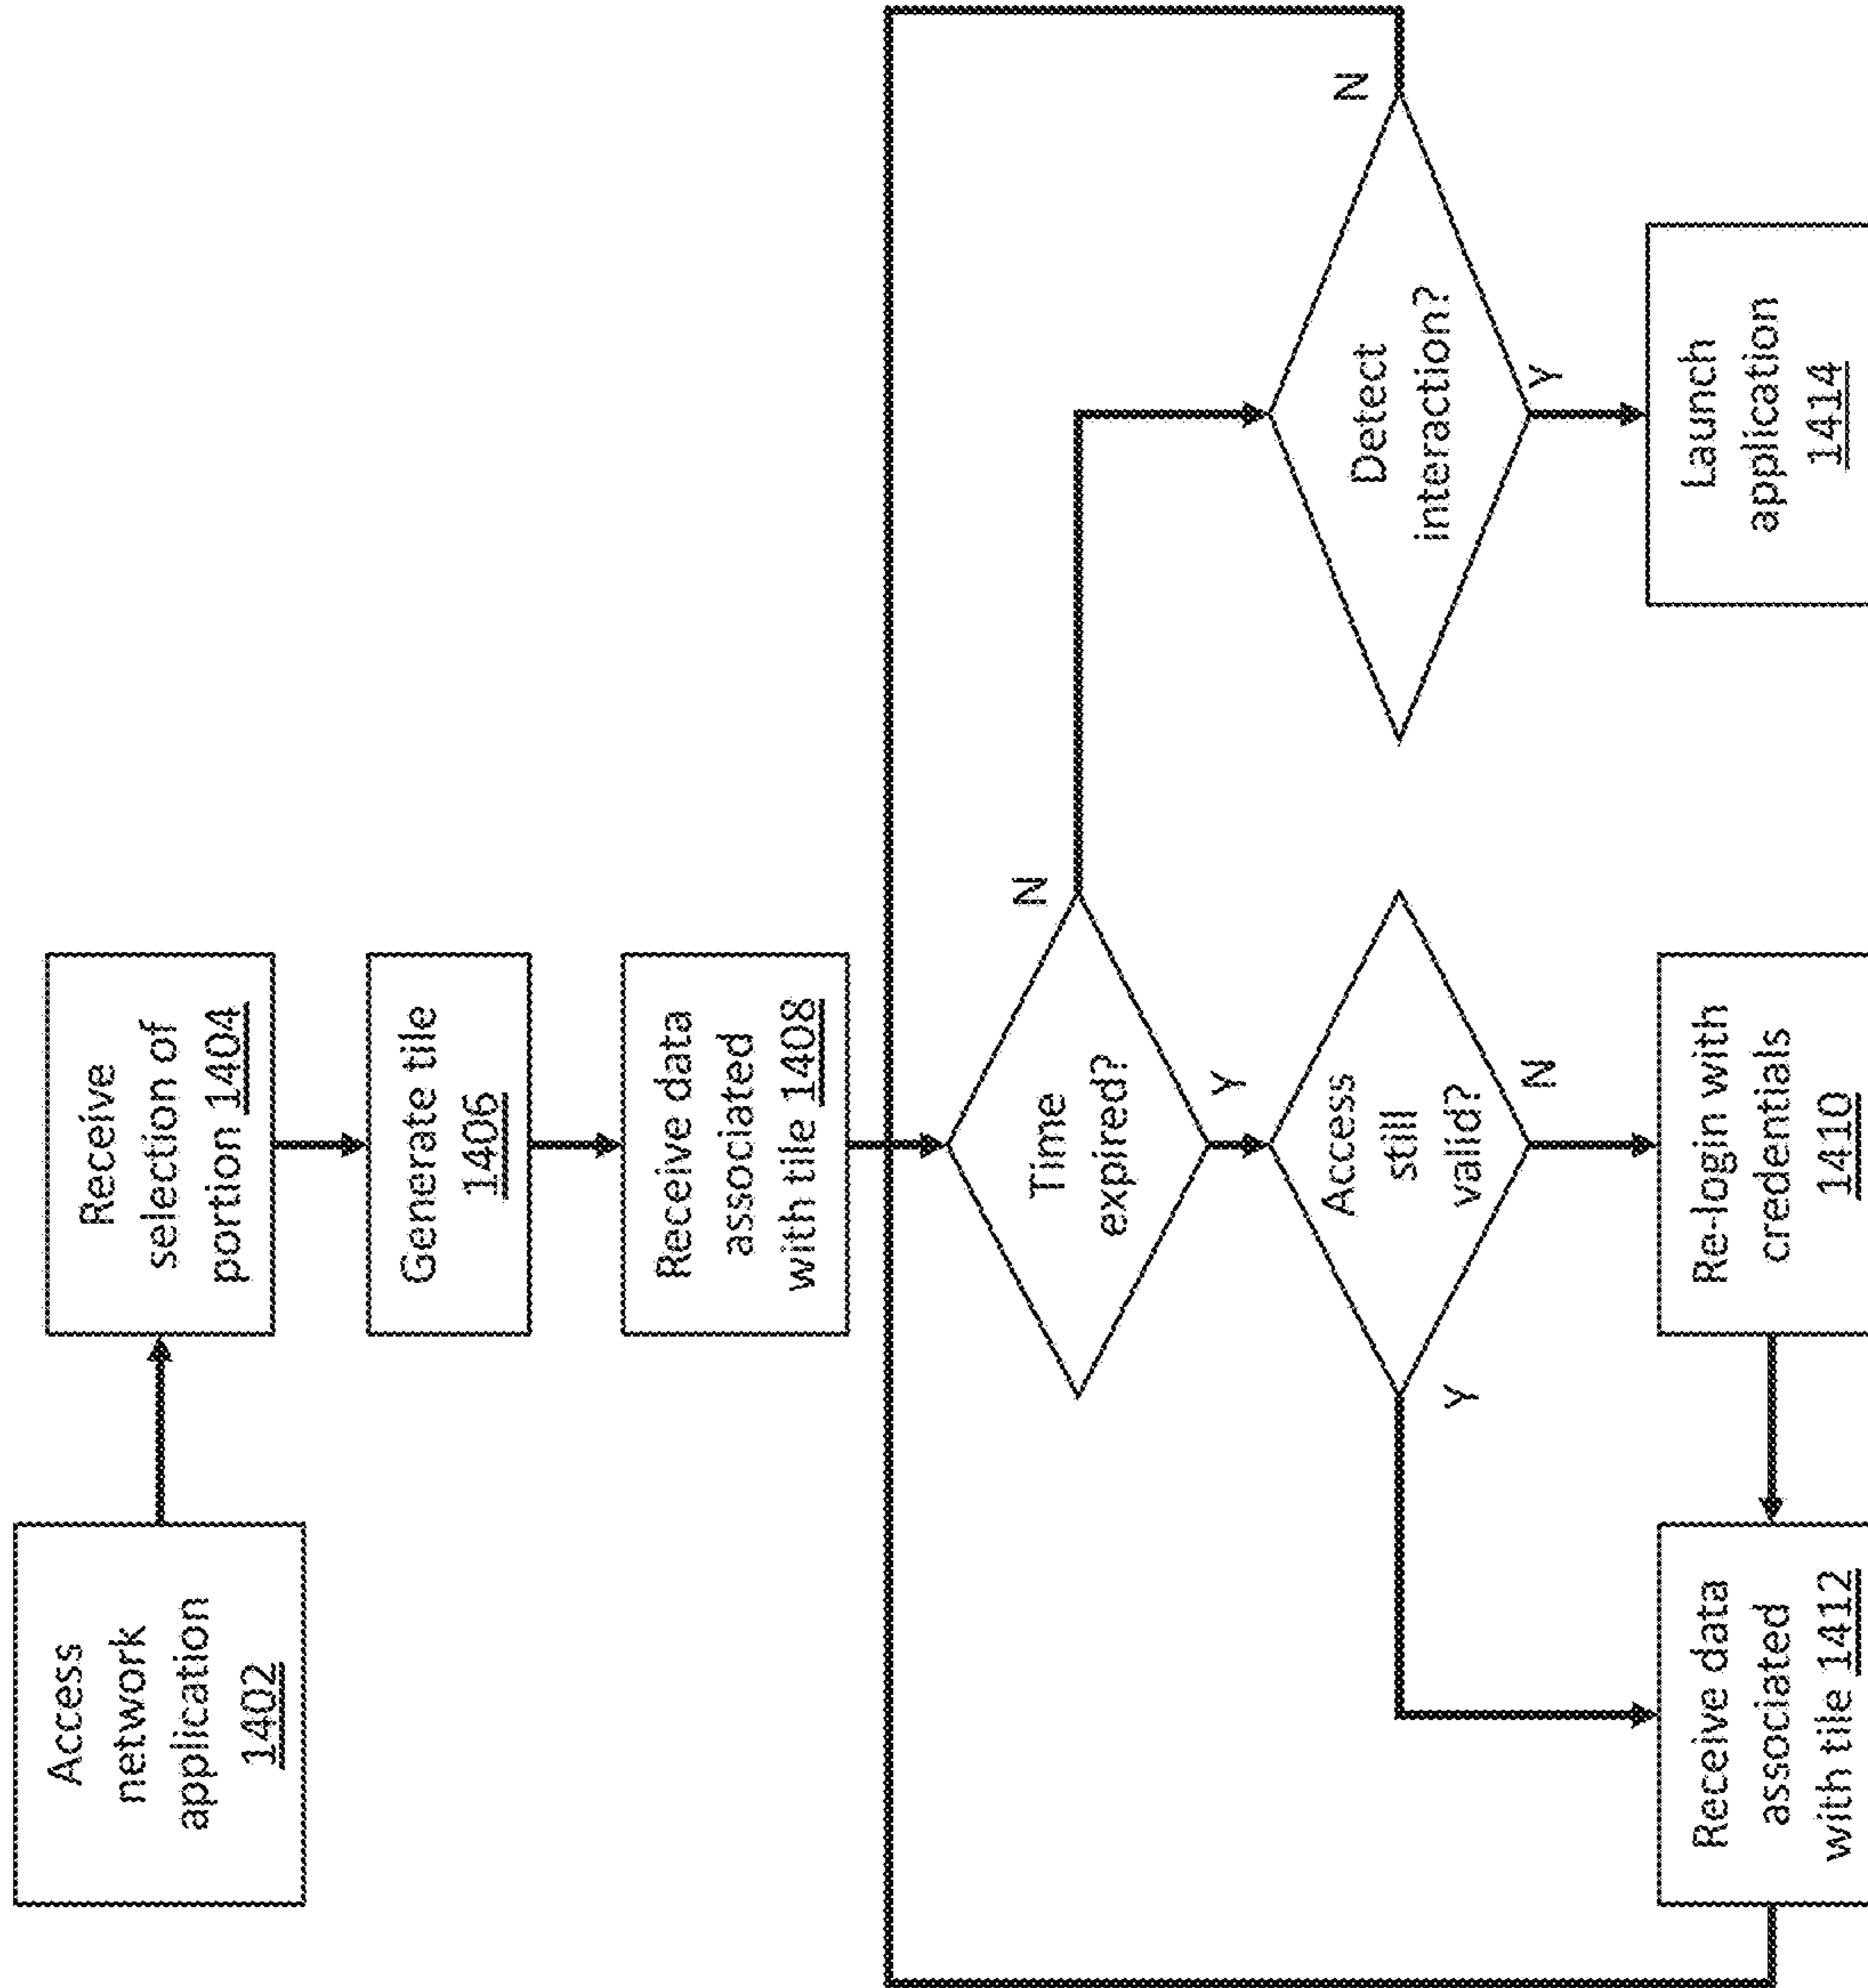 Access
network
application
1402
Receive
selection of
portion 1404
Generate tile
1406
Receive data
associated
with tile 1408
Time
expired?
N
Y
Access
still
valid?
Y
N
Re-login with
credentials
1410
Receive data
associated
with tile 1412
Detect
interaction?
N
Y
Launch
application
1414